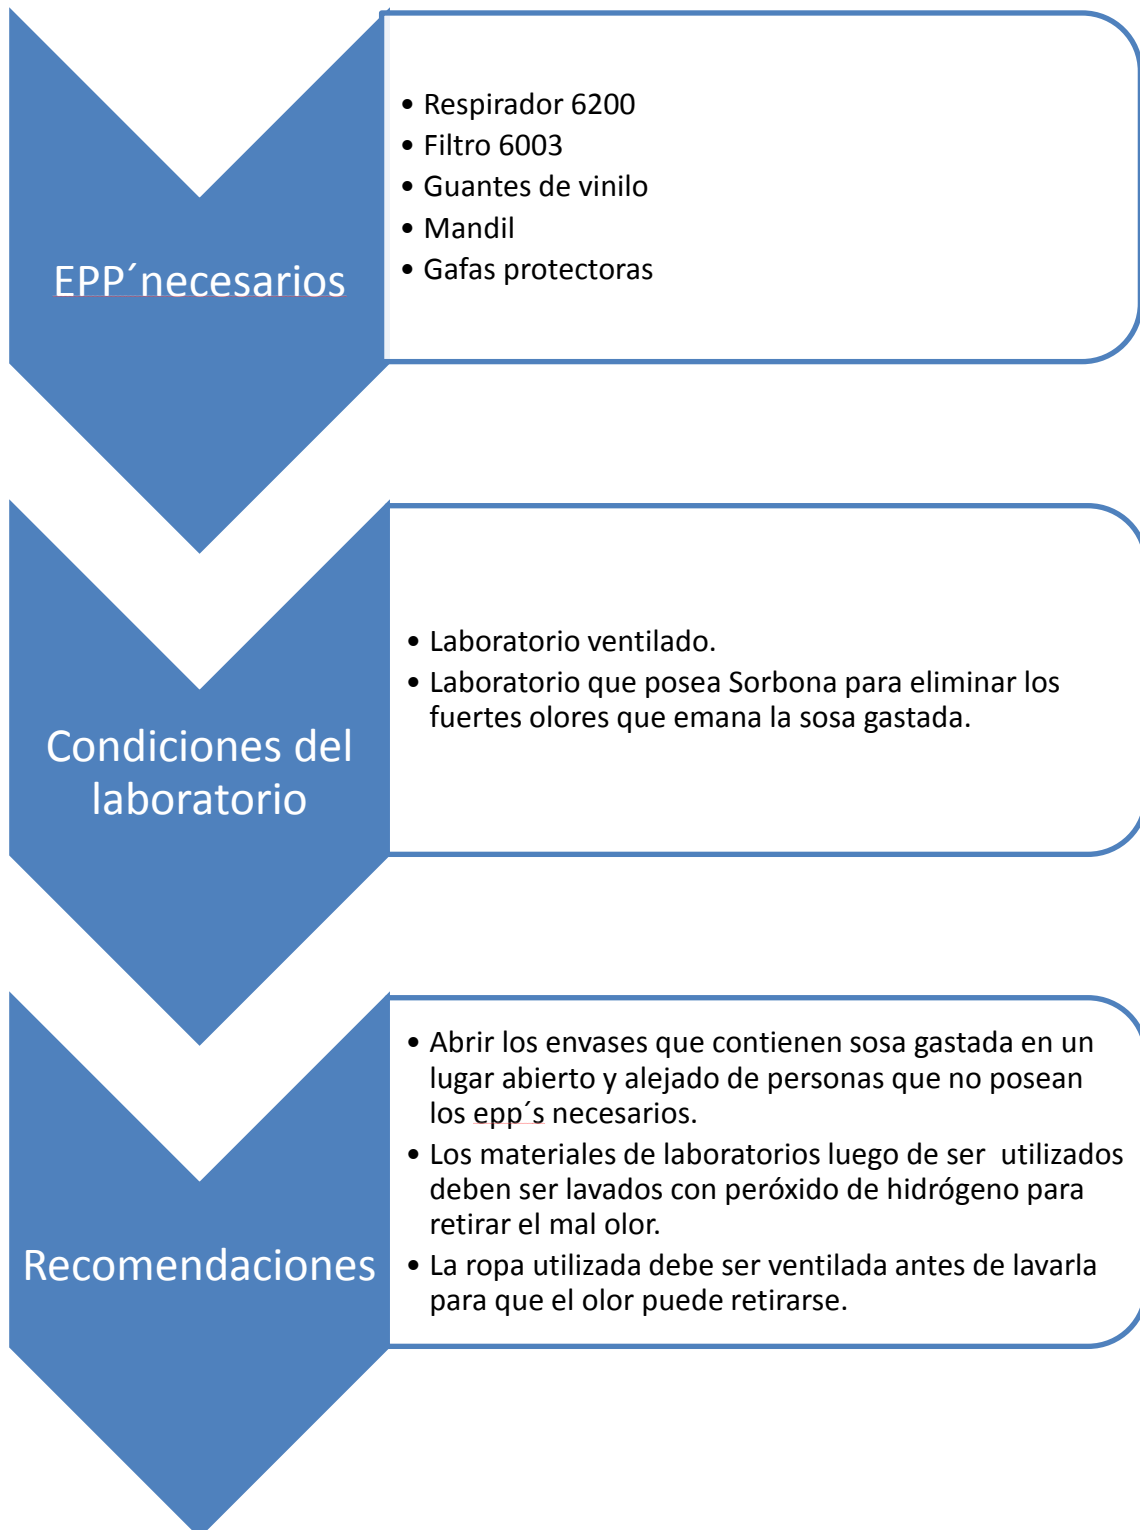 EPP´necesarios
• Respirador 6200
• Filtro 6003
• Guantes de vinilo
• Mandil
• Gafas protectoras
Condiciones del
laboratorio
• Laboratorio ventilado.
• Laboratorio que posea Sorbona para eliminar los
fuertes olores que emana la sosa gastada.
Recomendaciones
• Abrir los envases que contienen sosa gastada en un
lugar abierto y alejado de personas que no posean
los epp´s necesarios.
• Los materiales de laboratorios luego de ser  utilizados
deben ser lavados con peróxido de hidrógeno para
retirar el mal olor.
• La ropa utilizada debe ser ventilada antes de lavarla
para que el olor puede retirarse.